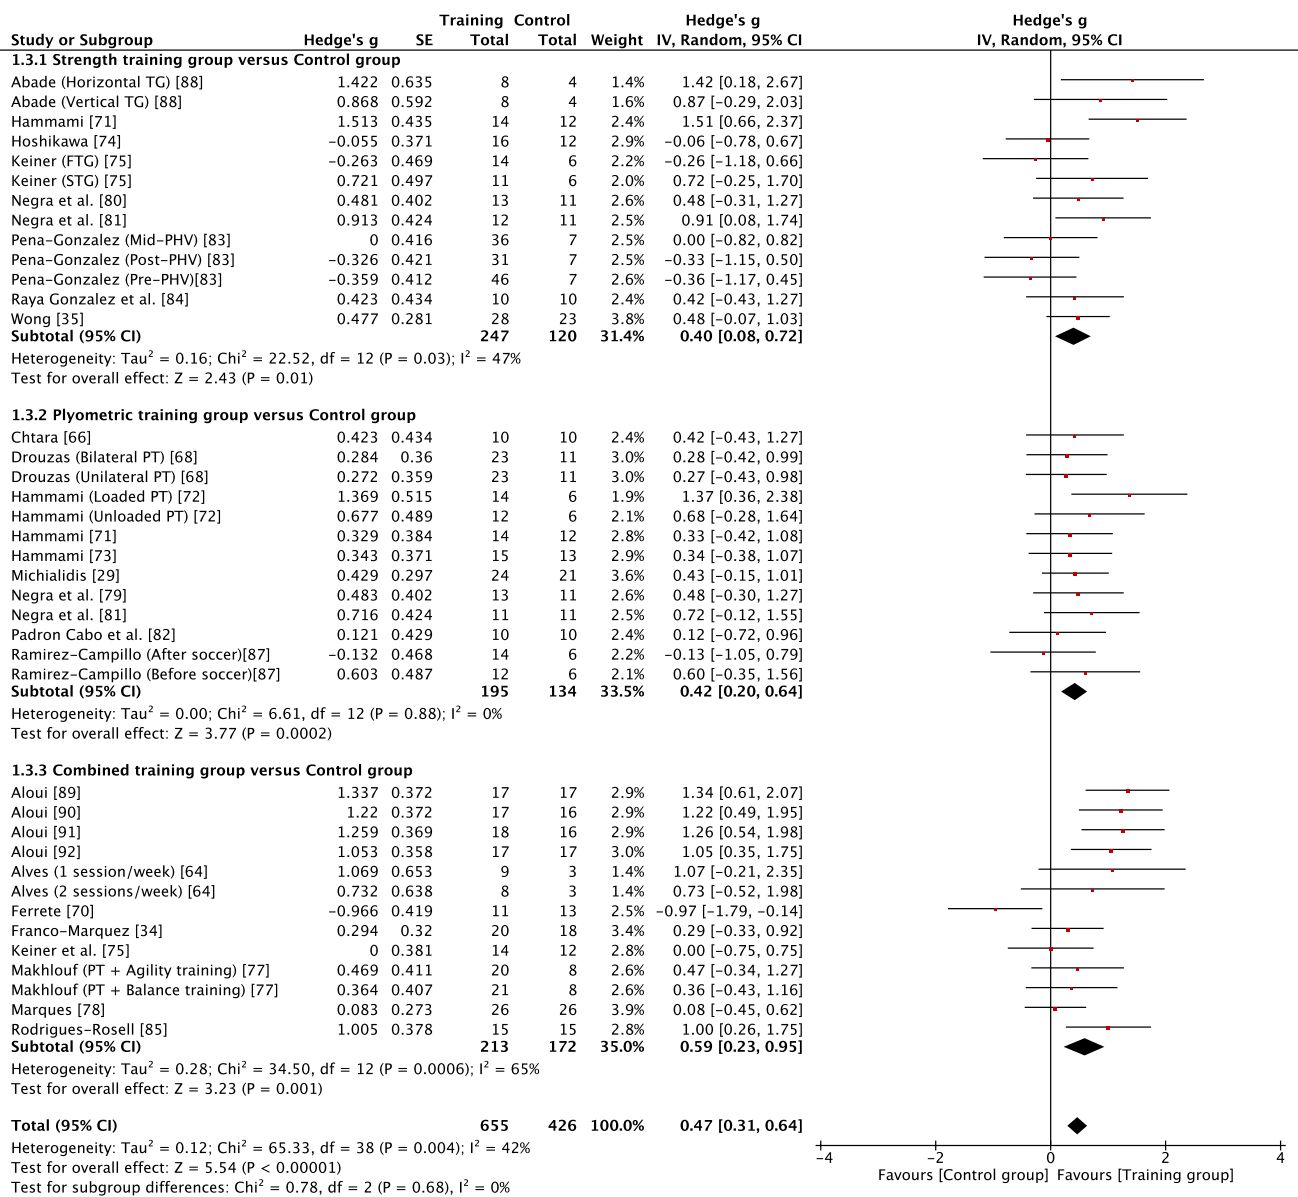 Training Control Hedge's g Hedge's g
Study or Subgroup Hedge's g SE Total Total Weight IV, Random, 95% CI IV, Random, 95% CI
1.3.1 Strength training group versus Control group
Abade (Horizontal TG) [88] 1.422 0.635 8 4 1.4% 1.42 [0.18, 2.67]
Abade (Vertical TG) [88] 0.868 0.592 8 4 1.6% 0.87 [-0.29, 2.03]
Hammami [71] 1.513 0.435 14 12 2.4% 1.51 [0.66, 2.37]
Hoshikawa [74] -0.055 0.371 16 12 2.9% -0.06 [-0.78, 0.67]
Keiner (FTG) [75] -0.263 0.469 14 6 2.2% -0.26 [-1.18, 0.66]
Keiner (STG) [75] 0.721 0.497 11 6 2.0% 0.72 [-0.25, 1.70]
Negra et al. [80] 0.481 0.402 13 11 2.6% 0.48 [-0.31, 1.27]
Negra et al. [81] 0.913 0.424 12 11 2.5% 0.91 [0.08, 1.74]
Pena-Gonzalez (Mid-PHV) [83] 0 0.416 36 7 2.5% 0.00 [-0.82, 0.82]
Pena-Gonzalez (Post-PHV) [83] -0.326 0.421 31 7 2.5% -0.33 [-1.15, 0.50]
Pena-Gonzalez (Pre-PHV)[83] -0.359 0.412 46 7 2.6% -0.36 [-1.17, 0.45]
Raya Gonzalez et al. [84] 0.423 0.434 10 10 2.4% 0.42 [-0.43, 1.27]
Wong [35] 0.477 0.281 28 23 3.8% 0.48 [-0.07, 1.03]
Subtotal (95% CI) 247 120 31.4% 0.40 [0.08, 0.72]
Heterogeneity: Tau² = 0.16; Chi² = 22.52, df = 12 (P = 0.03); I² = 47%
Test for overall effect: Z = 2.43 (P = 0.01)
1.3.2 Plyometric training group versus Control group
Chtara [66] 0.423 0.434 10 10 2.4% 0.42 [-0.43, 1.27]
Drouzas (Bilateral PT) [68] 0.284 0.36 23 11 3.0% 0.28 [-0.42, 0.99]
Drouzas (Unilateral PT) [68] 0.272 0.359 23 11 3.0% 0.27 [-0.43, 0.98]
Hammami (Loaded PT) [72] 1.369 0.515 14 6 1.9% 1.37 [0.36, 2.38]
Hammami (Unloaded PT) [72] 0.677 0.489 12 6 2.1% 0.68 [-0.28, 1.64]
Hammami [71] 0.329 0.384 14 12 2.8% 0.33 [-0.42, 1.08]
Hammami [73] 0.343 0.371 15 13 2.9% 0.34 [-0.38, 1.07]
Michialidis [29] 0.429 0.297 24 21 3.6% 0.43 [-0.15, 1.01]
Negra et al. [79] 0.483 0.402 13 11 2.6% 0.48 [-0.30, 1.27]
Negra et al. [81] 0.716 0.424 11 11 2.5% 0.72 [-0.12, 1.55]
Padron Cabo et al. [82] 0.121 0.429 10 10 2.4% 0.12 [-0.72, 0.96]
Ramirez-Campillo (After soccer)[87] -0.132 0.468 14 6 2.2% -0.13 [-1.05, 0.79]
Ramirez-Campillo (Before soccer)[87] 0.603 0.487 12 6 2.1% 0.60 [-0.35, 1.56]
Subtotal (95% CI) 195 134 33.5% 0.42 [0.20, 0.64]
Heterogeneity: Tau² = 0.00; Chi² = 6.61, df = 12 (P = 0.88); I² = 0%
Test for overall effect: Z = 3.77 (P = 0.0002)
1.3.3 Combined training group versus Control group
Aloui [89] 1.337 0.372 17 17 2.9% 1.34 [0.61, 2.07]
Aloui [90] 1.22 0.372 17 16 2.9% 1.22 [0.49, 1.95]
Aloui [91] 1.259 0.369 18 16 2.9% 1.26 [0.54, 1.98]
Aloui [92] 1.053 0.358 17 17 3.0% 1.05 [0.35, 1.75]
Alves (1 session/week) [64] 1.069 0.653 9 3 1.4% 1.07 [-0.21, 2.35]
Alves (2 sessions/week) [64] 0.732 0.638 8 3 1.4% 0.73 [-0.52, 1.98]
Ferrete [70] -0.966 0.419 11 13 2.5% -0.97 [-1.79, -0.14]
Franco-Marquez [34] 0.294 0.32 20 18 3.4% 0.29 [-0.33, 0.92]
Keiner et al. [75] 0 0.381 14 12 2.8% 0.00 [-0.75, 0.75]
Makhlouf (PT + Agility training) [77] 0.469 0.411 20 8 2.6% 0.47 [-0.34, 1.27]
Makhlouf (PT + Balance training) [77] 0.364 0.407 21 8 2.6% 0.36 [-0.43, 1.16]
Marques [78] 0.083 0.273 26 26 3.9% 0.08 [-0.45, 0.62]
Rodrigues-Rosell [85] 1.005 0.378 15 15 2.8% 1.00 [0.26, 1.75]
Subtotal (95% CI) 213 172 35.0% 0.59 [0.23, 0.95]
Heterogeneity: Tau² = 0.28; Chi² = 34.50, df = 12 (P = 0.0006); I² = 65%
Test for overall effect: Z = 3.23 (P = 0.001)
Total (95% CI) 655 426 100.0% 0.47 [0.31, 0.64]
Heterogeneity: Tau² = 0.12; Chi² = 65.33, df = 38 (P = 0.004); I² = 42%
Test for overall effect: Z = 5.54 (P < 0.00001)
Test for subgroup differences: Chi² = 0.78, df = 2 (P = 0.68), I² = 0%
-4 -2 0 2 4
Favours [Control group] Favours [Training group]